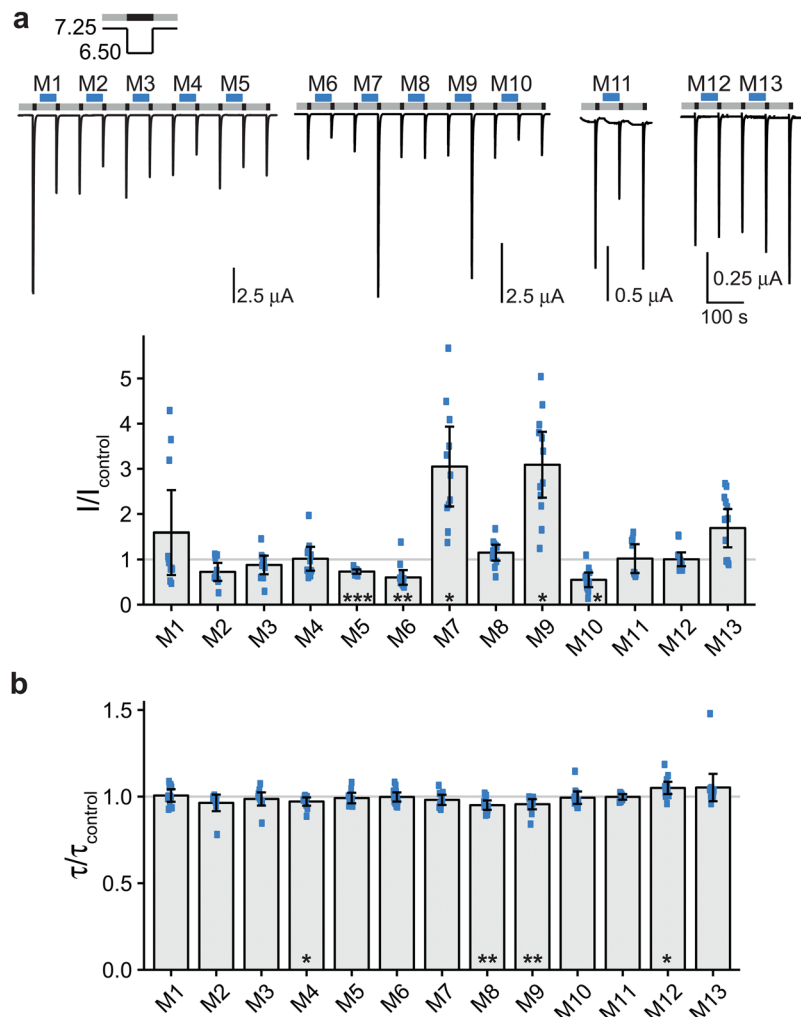 a
7.25
6.50
M1 M2 M3 M4 M5 M6 M7 M8 M9 M10 M11 M12 M13
2.5 µA 2.5 µA 0.5 µA 0.25 µA
100 s
I/Icontrol
5
4
3
2
1
0
*** ** * * *
M1 M2 M3 M4 M5 M6 M7 M8 M9 M10 M11 M12 M13
b
τ/τcontrol
1.5
1.0
0.5
0.0
* ** ** *
M1 M2 M3 M4 M5 M6 M7 M8 M9 M10 M11 M12 M13